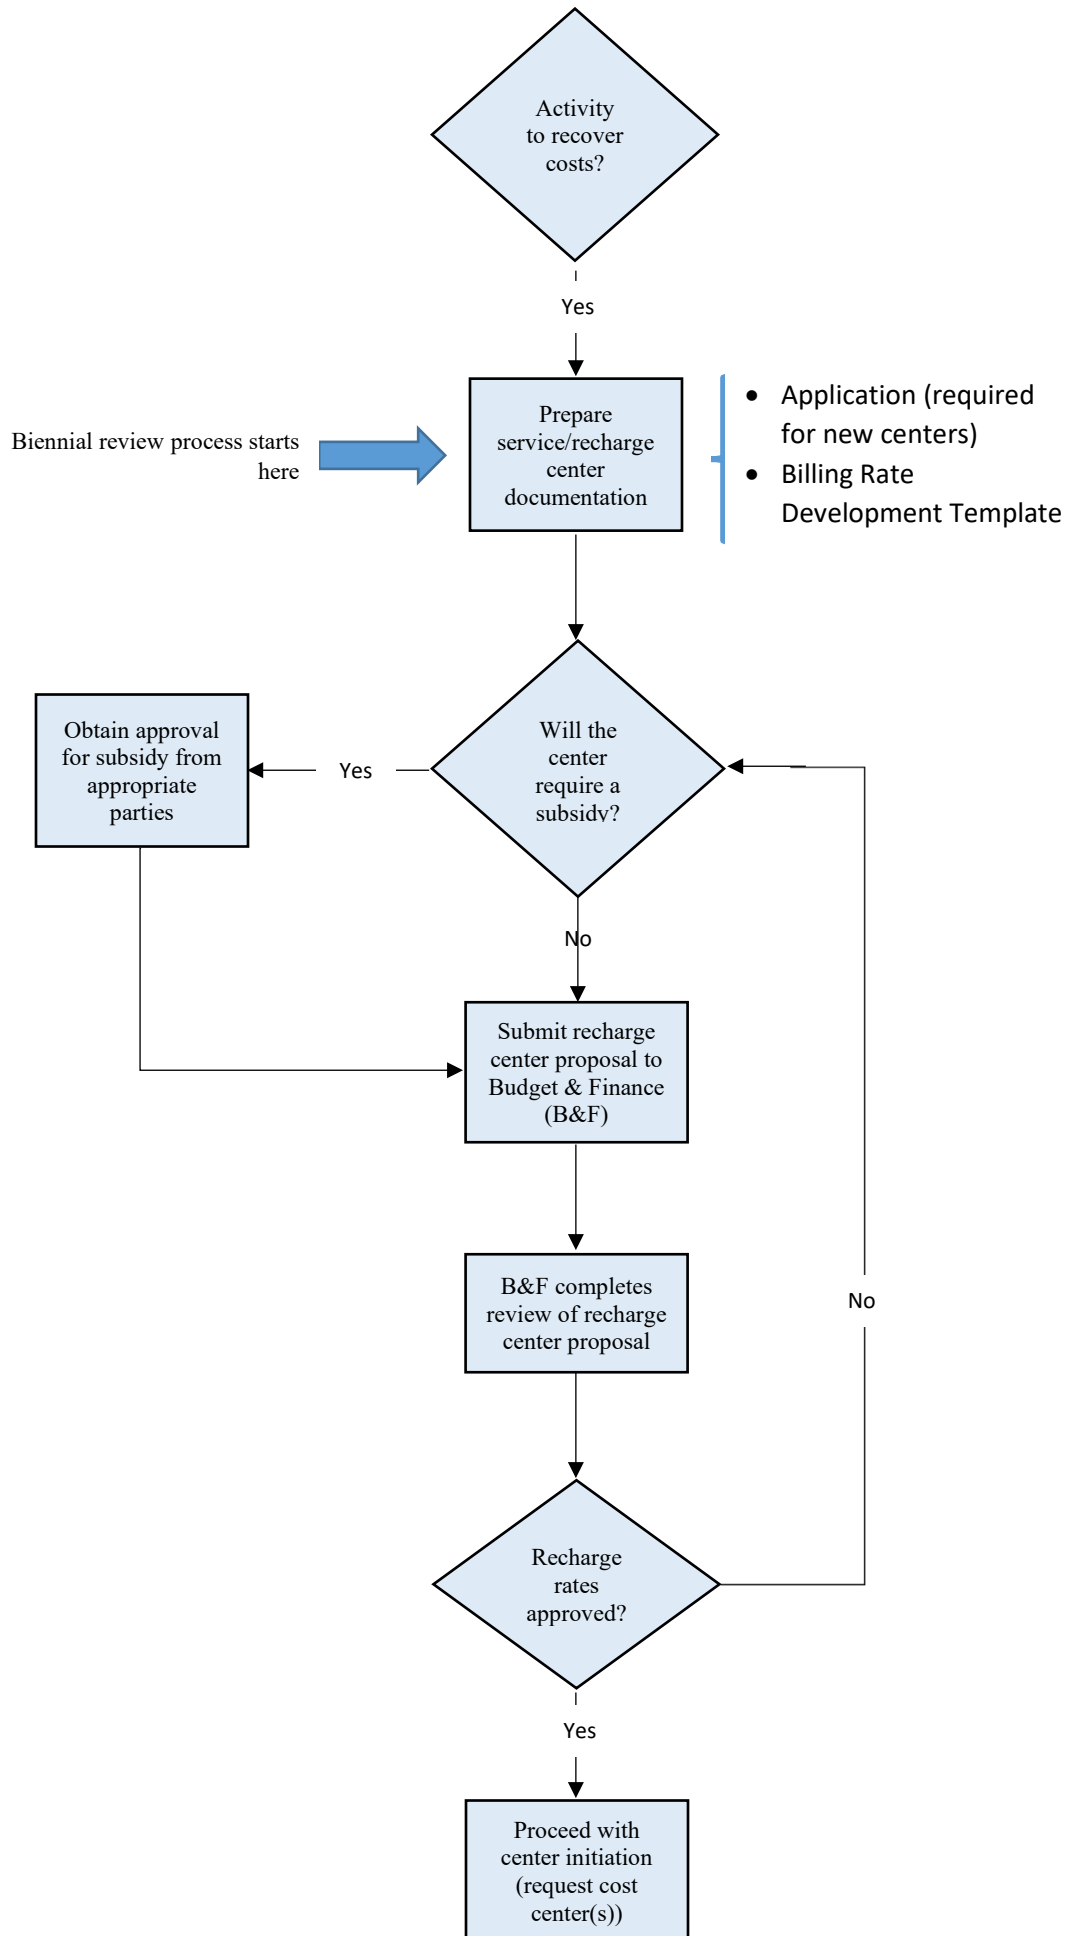 Activity
to recover
costs?
Yes
Biennial review process starts
here
Prepare
service/recharge
center
documentation
• Application (required
for new centers)
• Billing Rate
Development Template
Obtain approval
for subsidy from
appropriate
parties
Yes
Will the
center
require a
subsidy?
No
Submit recharge
center proposal to
Budget & Finance
(B&F)
B&F completes
review of recharge
center proposal
No
Recharge
rates
approved?
Yes
Proceed with
center initiation
(request cost
center(s))